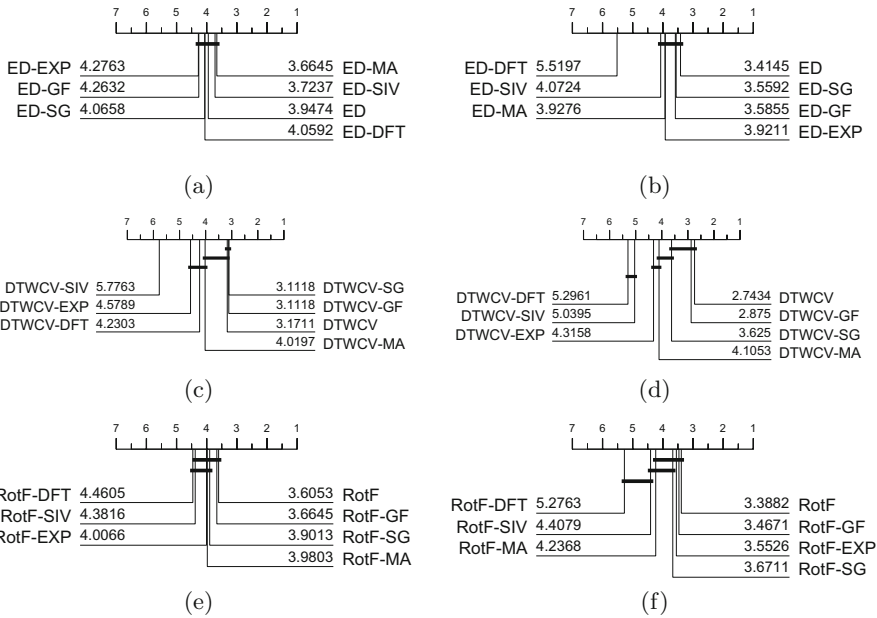 7 6 5 4 3 2 1
ED-EXP 4.2763 3.6645 ED-MA
ED-GF 4.2632 3.7237 ED-SIV
ED-SG 4.0658 3.9474 ED
4.0592 ED-DFT
(a)
7 6 5 4 3 2 1
ED-DFT 5.5197 3.4145 ED
ED-SIV 4.0724 3.5592 ED-SG
ED-MA 3.9276 3.5855 ED-GF
3.9211 ED-EXP
(b)
7 6 5 4 3 2 1
DTWCV-SIV 5.7763 3.1118 DTWCV-SG
DTWCV-EXP 4.5789 3.1118 DTWCV-GF
DTWCV-DFT 4.2303 3.1711 DTWCV
4.0197 DTWCV-MA
(c)
7 6 5 4 3 2 1
DTWCV-DFT 5.2961 2.7434 DTWCV
DTWCV-SIV 5.0395 2.875 DTWCV-GF
DTWCV-EXP 4.3158 3.625 DTWCV-SG
4.1053 DTWCV-MA
(d)
7 6 5 4 3 2 1
RotF-DFT 4.4605 3.6053 RotF
RotF-SIV 4.3816 3.6645 RotF-GF
RotF-EXP 4.0066 3.9013 RotF-SG
3.9803 RotF-MA
(e)
7 6 5 4 3 2 1
RotF-DFT 5.2763 3.3882 RotF
RotF-SIV 4.4079 3.4671 RotF-GF
RotF-MA 4.2368 3.5526 RotF-EXP
3.6711 RotF-SG
(f)